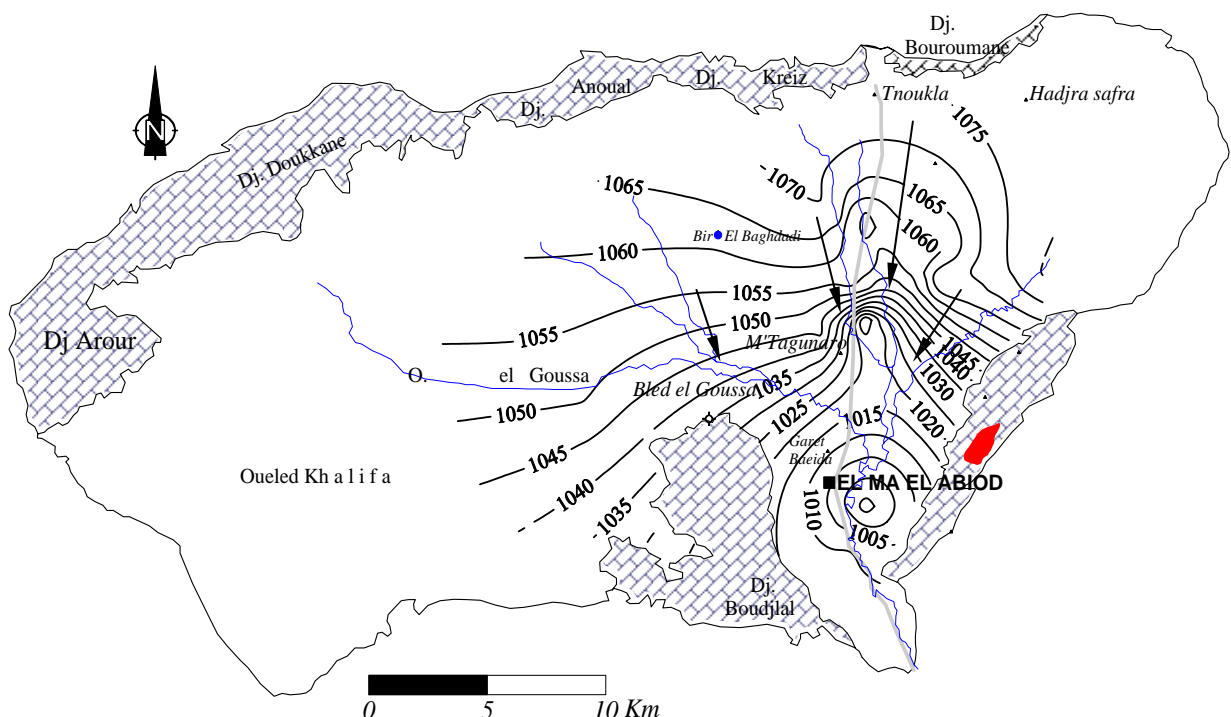 Dj.
Bouroumane
Dj. Kreiz
Anoual
Dj.
Tnoukla
Hadjra safra
Dj. Doukkane
N
1075
1070
1065
1065
1060
Bir El Baghdadi
1060
1055
1055
1050
M'Tagunaro
1045
1040
1030
Dj Arour
O. el Goussa
Bled el Goussa
1035
1050
1025
1015
1020
Garet
Baeida
1045
Oueled Kh a l i f a
EL MA EL ABIOD
1040
1035
1010
1005
Dj.
Boudjlal
0 5 10 Km